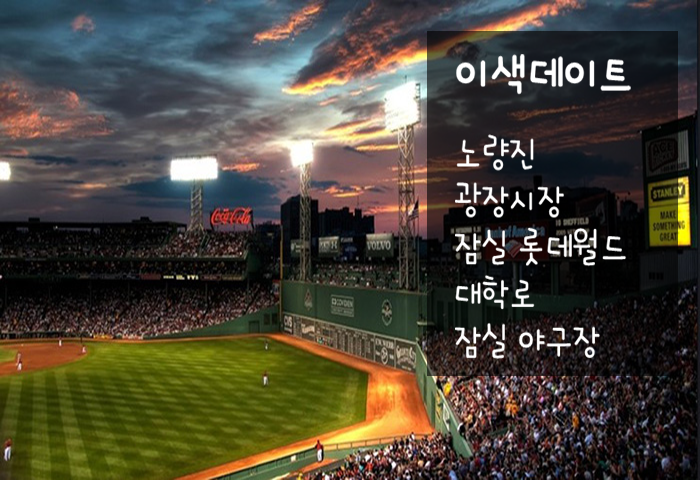 이색데이트
노량진
광장시장
잠실 롯데월드
대학로
잠실 야구장
Coca-Cola
VOLVO
STANLEY
MAKE
SOMETHING
GREAT